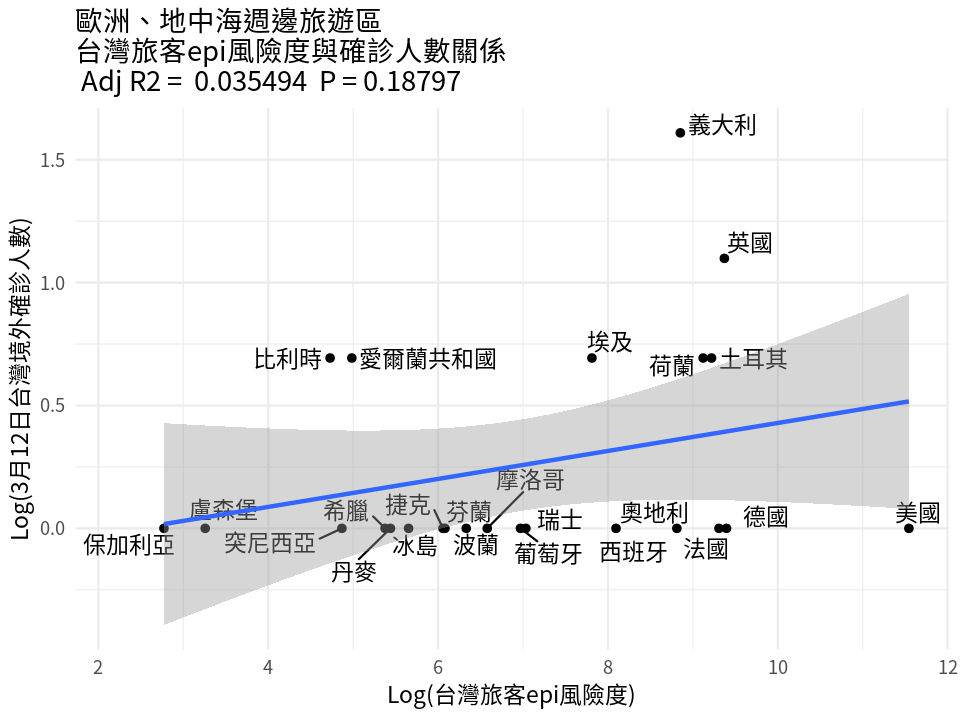 歐洲、地中海週邊旅遊區
台灣旅客epi風險度與確診人數關係
Adj R2 = 0.035494 P = 0.18797
義大利
英國
埃及
比利時
愛爾蘭共和國
荷蘭
土耳其
摩洛哥
盧森堡
希臘
捷克
芬蘭
瑞士
奧地利
德國
美國
保加利亞
突尼西亞
冰島
波蘭
葡萄牙
西班牙
法國
丹麥
1.5
1.0
0.5
0.0
2
4
6
8
10
12
Log(3月12日台灣境外確診人數)
Log(台灣旅客epi風險度)